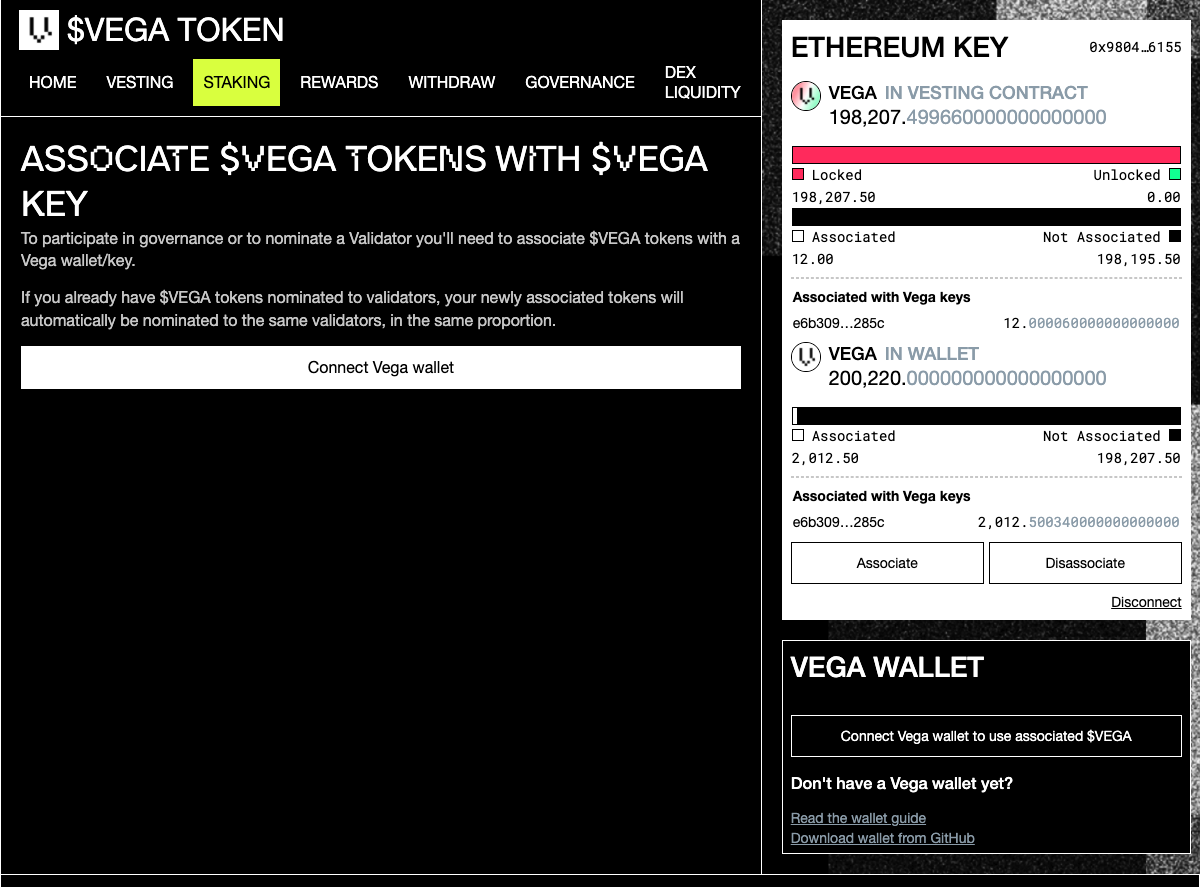 $VEGA TOKEN
HOME VESTING STAKING REWARDS WITHDRAW GOVERNANCE DEX LIQUIDITY
ASSOCIATE $VEGA TOKENS WITH $VEGA
KEY
To participate in governance or to nominate a Validator you'll need to associate $VEGA tokens with a
Vega wallet/key.
If you already have $VEGA tokens nominated to validators, your newly associated tokens will
automatically be nominated to the same validators, in the same proportion.
Connect Vega wallet
ETHEREUM KEY 0x9804…6155
VEGA IN VESTING CONTRACT
198,207.499660000000000000
Locked Unlocked
198,207.50 0.00
Associated Not Associated
12.00 198,195.50
Associated with Vega keys
e6b309…285c 12.000060000000000000
VEGA IN WALLET
200,220.000000000000000000
Associated Not Associated
2,012.50 198,207.50
Associated with Vega keys
e6b309…285c 2,012.500340000000000000
Associate Disassociate
Disconnect
VEGA WALLET
Connect Vega wallet to use associated $VEGA
Don't have a Vega wallet yet?
Read the wallet guide
Download wallet from GitHub